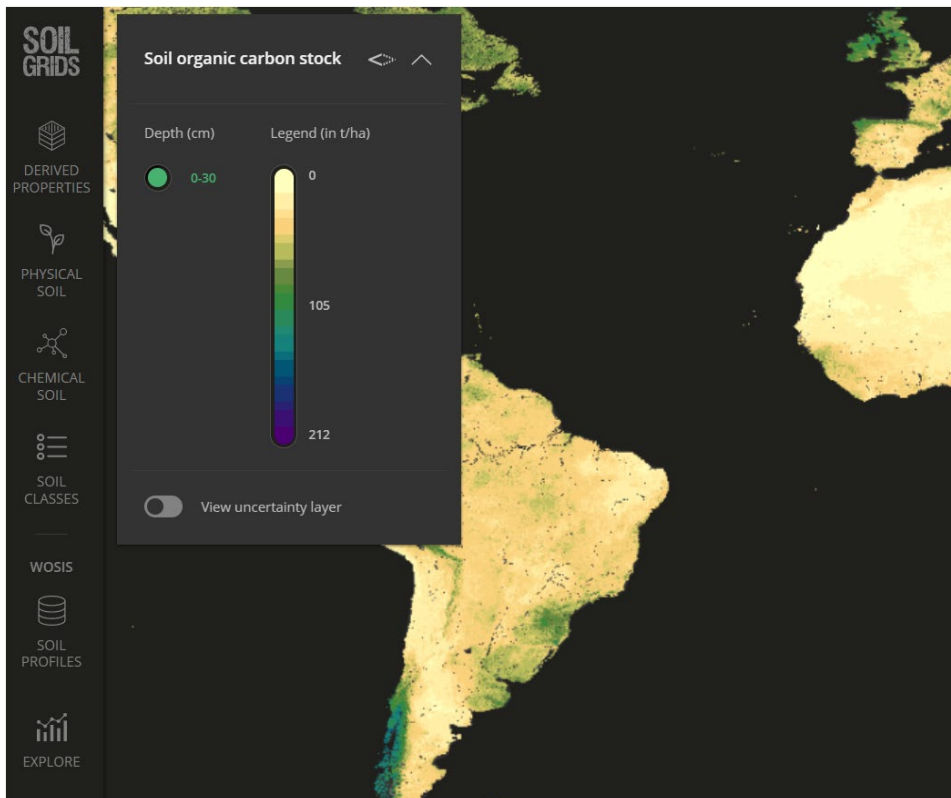 SOIL
GRIDS
DERIVED
PROPERTIES
PHYSICAL
SOIL
CHEMICAL
SOIL
SOIL
CLASSES
WOSIS
SOIL
PROFILES
EXPLORE
Soil organic carbon stock
Depth (cm)
Legend (in t/ha)
0-30
0
105
212
View uncertainty layer